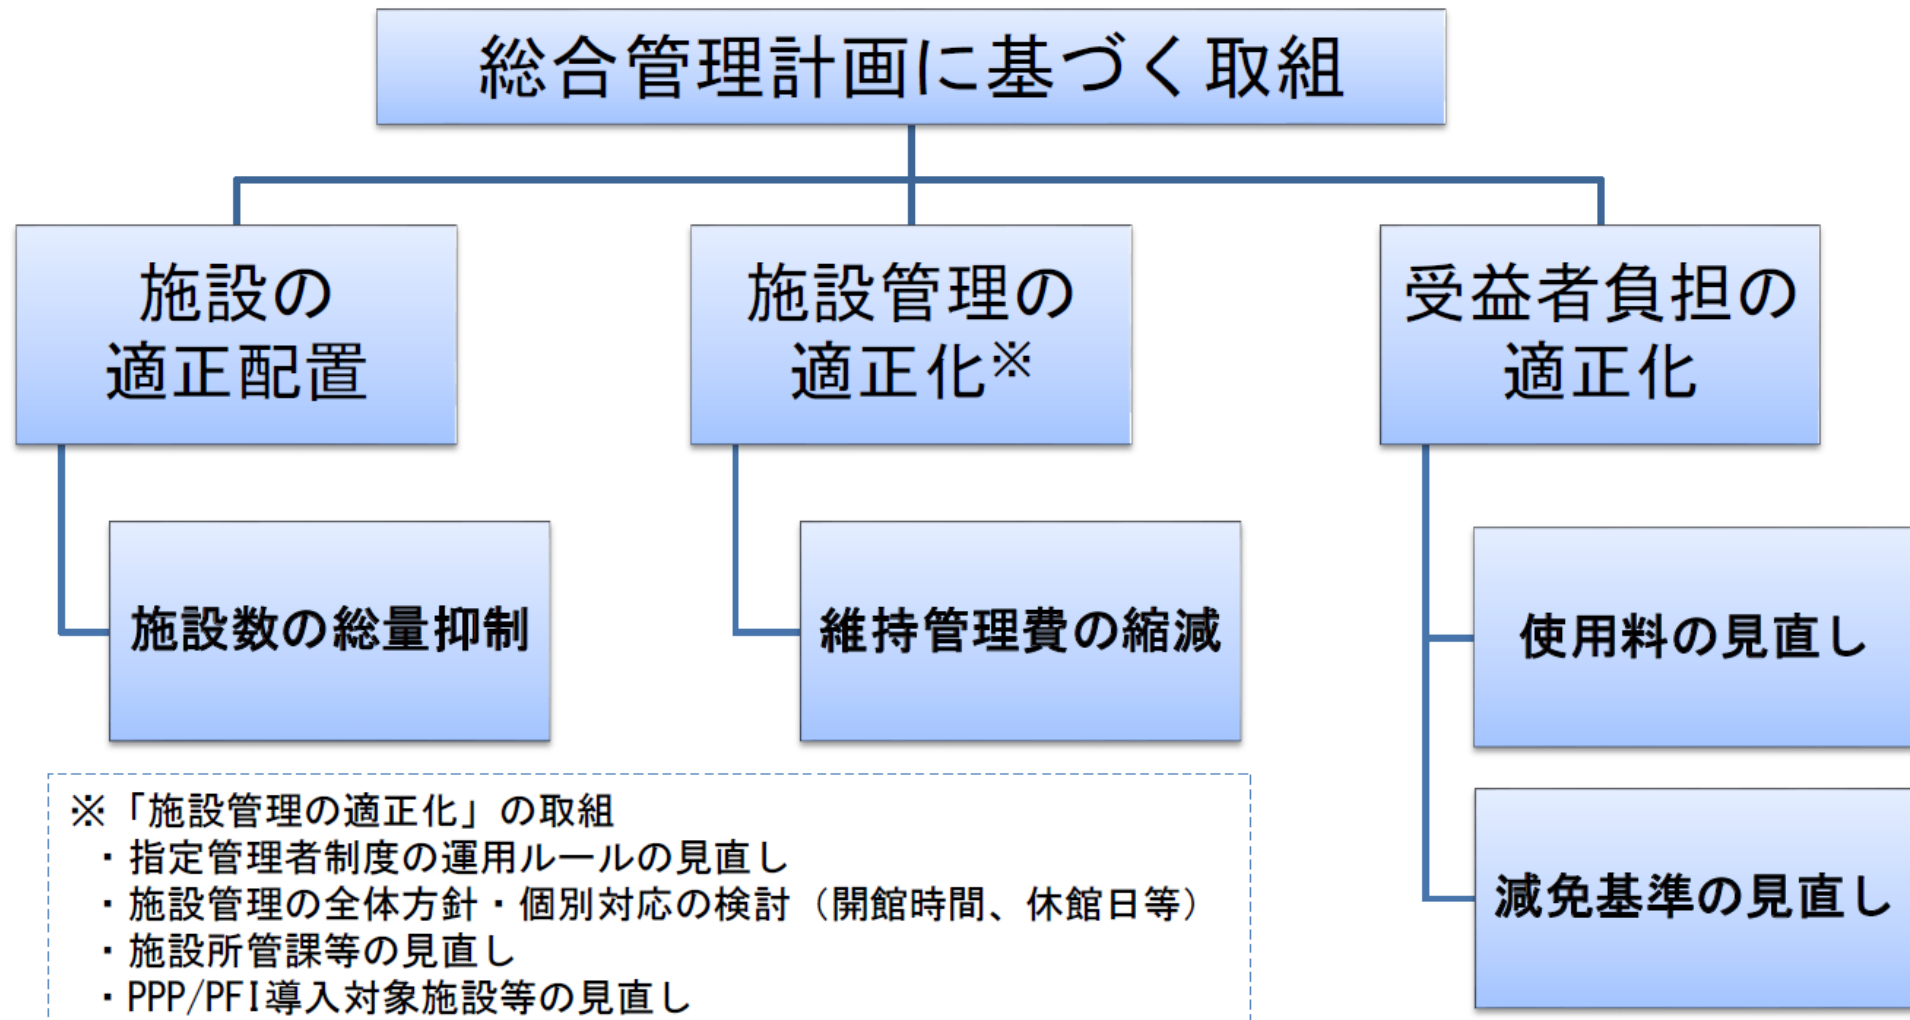 総合管理計画に基づく取組
施設の
適正配置
施設管理の
適正化※
受益者負担の
適正化
施設数の総量抑制
維持管理費の縮減
使用料の見直し
減免基準の見直し
※「施設管理の適正化」の取組
・指定管理者制度の運用ルールの見直し
・施設管理の全体方針・個別対応の検討（開館時間、休館日等）
・施設所管課等の見直し
・PPP/PFI導入対象施設等の見直し